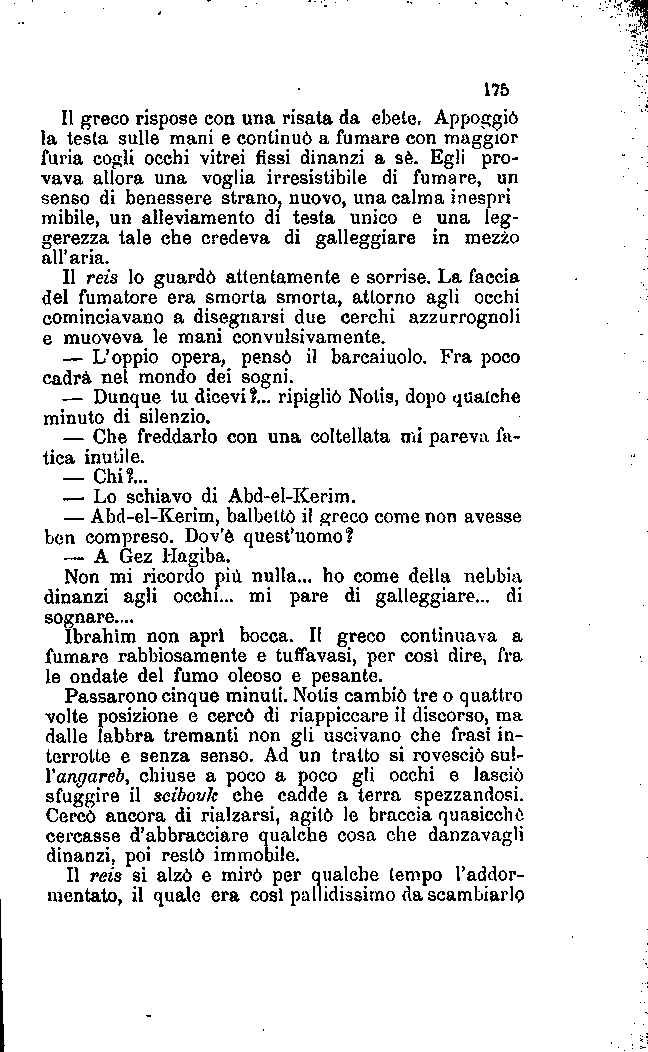 175
Il greco rispose con una risata da ebete. Appoggiò
la testa sulle mani e continuò a fumare con maggior
furia cogli occhi vitrei fissi dinanzi a sè. Egli pro-
vava allora una voglia irresistibile di fumare, un
senso di benessere strano, nuovo, una calma inespri
mibile, un alleviamento di testa unico e una leg-
gerezza tale che credeva di galleggiare in mezzo
all'aria.
Il reis lo guardò attentamente e sorrise. La faccia
del fumatore era smorta smorta, attorno agli occhi
cominciavano a disegnarsi due cerchi azzurrognoli
e muoveva le mani convulsivamente.
— L'oppio opera, pensò il barcaiuolo. Fra poco
cadrà nel mondo dei sogni.
— Dunque tu dicevi?... ripigliò Notis, dopo qualche
minuto di silenzio.
— Che freddarlo con una coltellata mi pareva fa-
tica inutile.
— Chi?...
— Lo schiavo di Abd-el-Kerim.
— Abd-el-Kerim, balbettò il greco come non avesse
ben compreso. Dov'è quest'uomo?
— A Gez Hagiba.
Non mi ricordo più nulla... ho come della nebbia
dinanzi agli occhi... mi pare di galleggiare... di
sognare....
Ibrahim non aprì bocca. Il greco continuava a
fumare rabbiosamente e tuffavasi, per così dire, fra
le ondate del fumo oleoso e pesante.
Passarono cinque minuti. Notis cambiò tre o quattro
volte posizione e cercò di riappiccare il discorso, ma
dalle labbra tremanti non gli uscivano che frasi in-
terrotte e senza senso. Ad un tratto si rovesciò sul-
l'angareb, chiuse a poco a poco gli occhi e lasciò
sfuggire il scibouk che cadde a terra spezzandosi.
Cercò ancora di rialzarsi, agitò le braccia quasicchè
cercasse d'abbracciare qualche cosa che danzavagli
dinanzi, poi restò immobile.
Il reis si alzò e mirò per qualche tempo l'addor-
mentato, il quale era così pallidissimo da scambiarlo